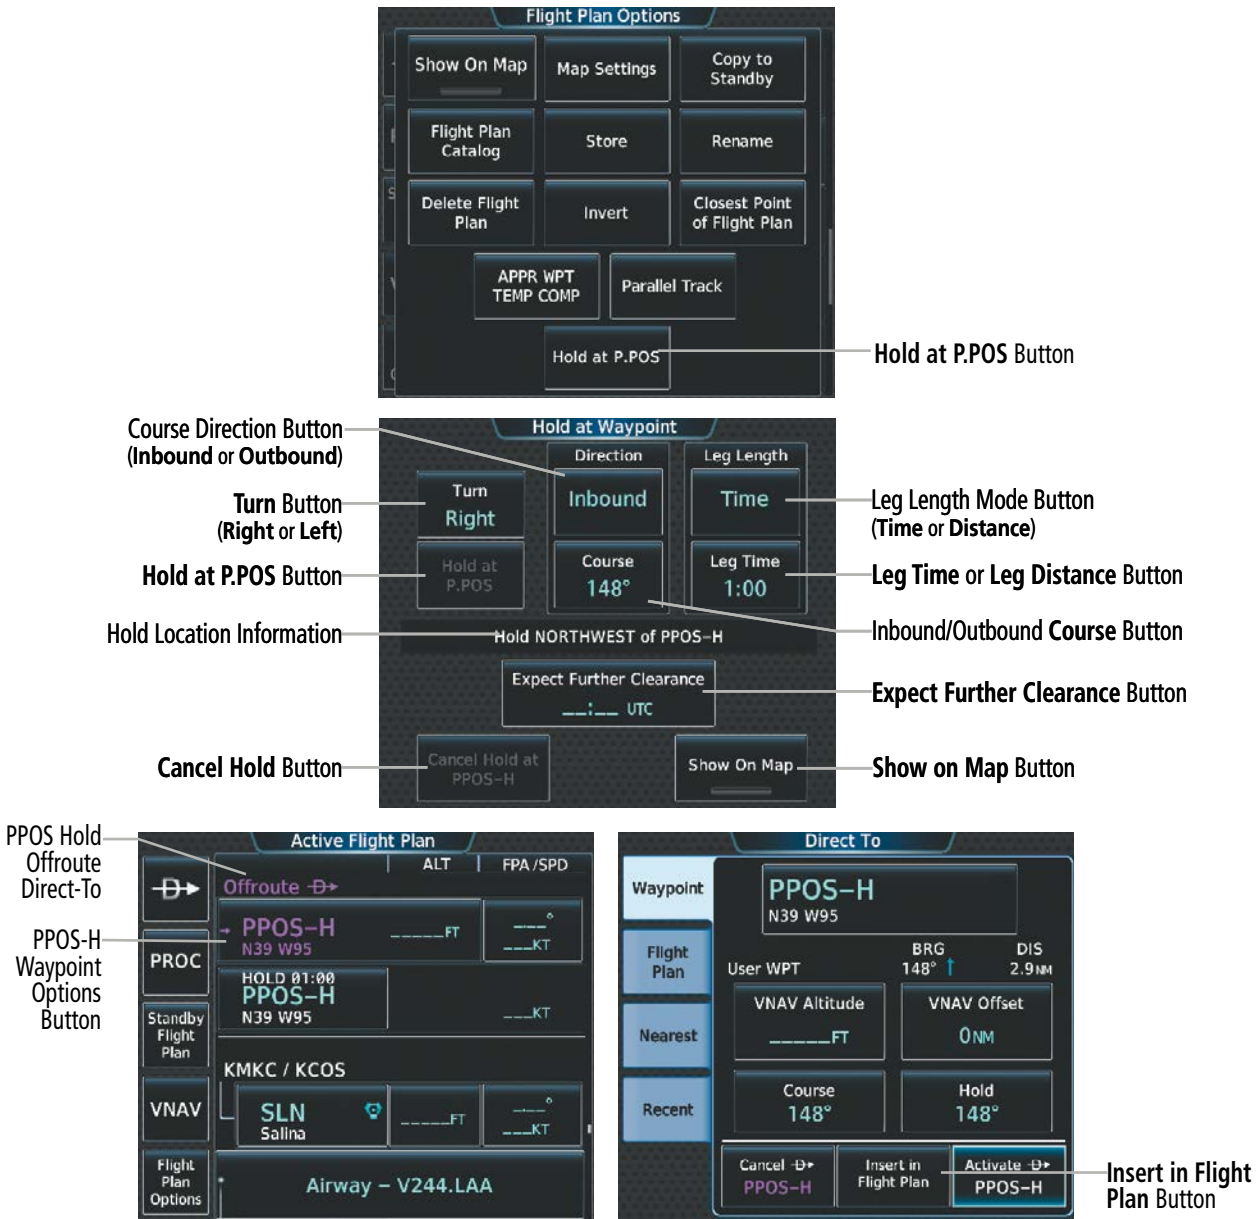 Flight Plan Options
Show On Map
Map Settings
Copy to
Standby
Flight Plan
Catalog
Store
Rename
Delete Flight
Plan
Invert
Closest Point
of Flight Plan
APPR WPT
TEMP COMP
Parallel Track
Hold at P.POS
Hold at P.POS Button
Hold at Waypoint
Course Direction Button
(Inbound or Outbound)
Direction
Leg Length
Turn
Right
Inbound
Time
Turn Button
(Right or Left)
Leg Length Mode Button
(Time or Distance)
Hold at
P.POS
Course
148°
Leg Time
1:00
Hold at P.POS Button
Leg Time or Leg Distance Button
Hold Location Information
Hold NORTHWEST of PPOS-H
Inbound/Outbound Course Button
Expect Further Clearance
__:__ UTC
Expect Further Clearance Button
Cancel Hold Button
Cancel Hold at
PPOS-H
Show On Map
Show on Map Button
PPOS Hold
Offroute
Direct-To
PPOS-H
Waypoint
Options
Button
Active Flight Plan
ALT
FPA/SPD
Offroute D
PPOS-H
N39 W95
_____FT
__.__°
___KT
PROC
HOLD 01:00
PPOS-H
N39 W95
___KT
Standby
Flight
Plan
KMKC / KCOS
VNAV
SLN
Salina
_____FT
__.__°
___KT
Flight
Plan
Options
Airway – V244.LAA
Direct To
Waypoint
PPOS-H
N39 W95
Flight
Plan
User WPT
BRG
148° ↑
DIS
2.9NM
VNAV Altitude
_____FT
VNAV Offset
0NM
Nearest
Recent
Course
148°
Hold
148°
Cancel D
PPOS-H
Insert in
Flight Plan
Activate D
PPOS-H
Insert in Flight
Plan Button